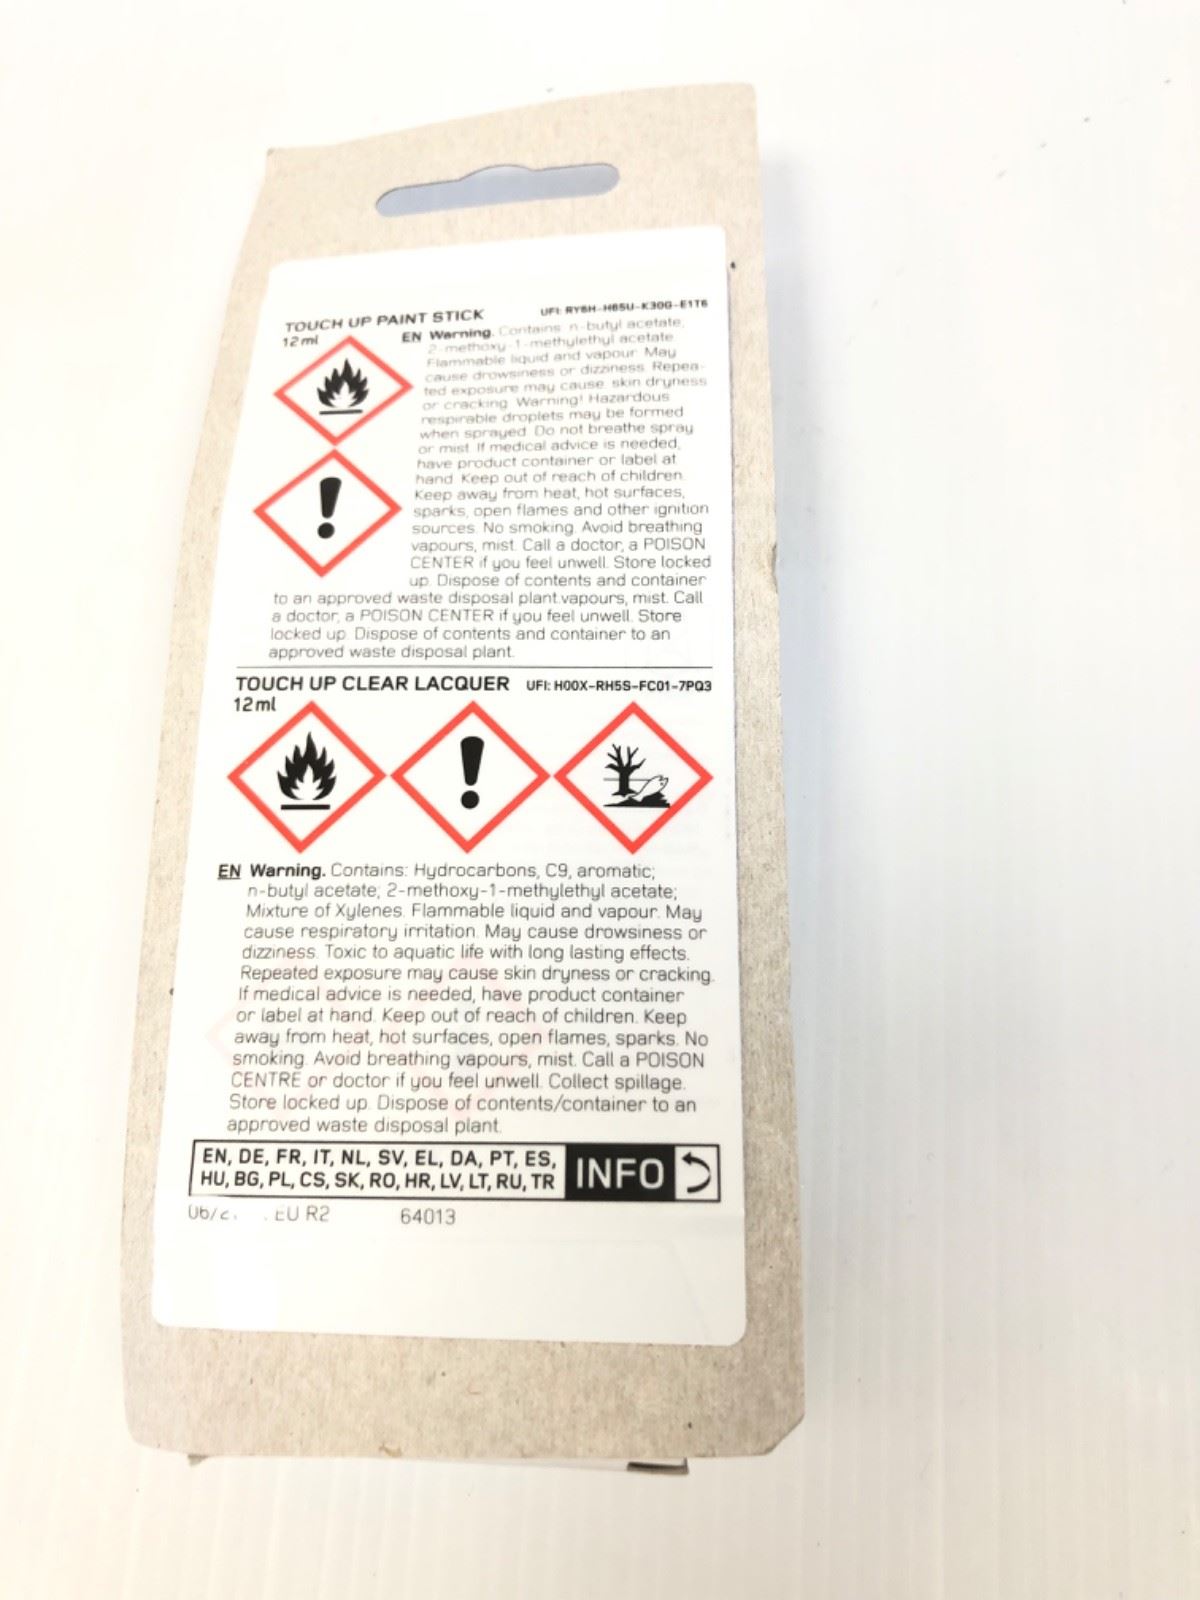 TOUCH UP PAINT STICK UFI: RY6H-H65U-K30G-E1T6
12ml
EN Warning. Contains: n-butyl acetate;
2-methoxy-1-methylethyl acetate.
Flammable liquid and vapour. May
cause drowsiness or dizziness. Repea-
ted exposure may cause skin dryness
or cracking. Warning! Hazardous
respirable droplets may be formed
when sprayed. Do not breathe spray
or mist. If medical advice is needed,
have product container or label at
hand. Keep out of reach of children.
Keep away from heat, hot surfaces,
sparks, open flames and other ignition
sources. No smoking. Avoid breathing
vapours, mist. Call a doctor, a POISON
CENTER if you feel unwell. Store locked
up. Dispose of contents and container
to an approved waste disposal plant.vapours, mist. Call
a doctor, a POISON CENTER if you feel unwell. Store
locked up. Dispose of contents and container to an
approved waste disposal plant.
TOUCH UP CLEAR LACQUER UFI: H00X-RH5S-FC01-7PQ3
12ml
EN Warning. Contains: Hydrocarbons, C9, aromatic;
n-butyl acetate; 2-methoxy-1-methylethyl acetate;
Mixture of Xylenes. Flammable liquid and vapour. May
cause respiratory irritation. May cause drowsiness or
dizziness. Toxic to aquatic life with long lasting effects.
Repeated exposure may cause skin dryness or cracking.
If medical advice is needed, have product container
or label at hand. Keep out of reach of children. Keep
away from heat, hot surfaces, open flames, sparks. No
smoking. Avoid breathing vapours, mist. Call a POISON
CENTRE or doctor if you feel unwell. Collect spillage.
Store locked up. Dispose of contents/container to an
approved waste disposal plant.
EN, DE, FR, IT, NL, SV, EL, DA, PT, ES,
HU, BG, PL, CS, SK, RO, HR, LV, LT, RU, TR
INFO
EU R2 64013